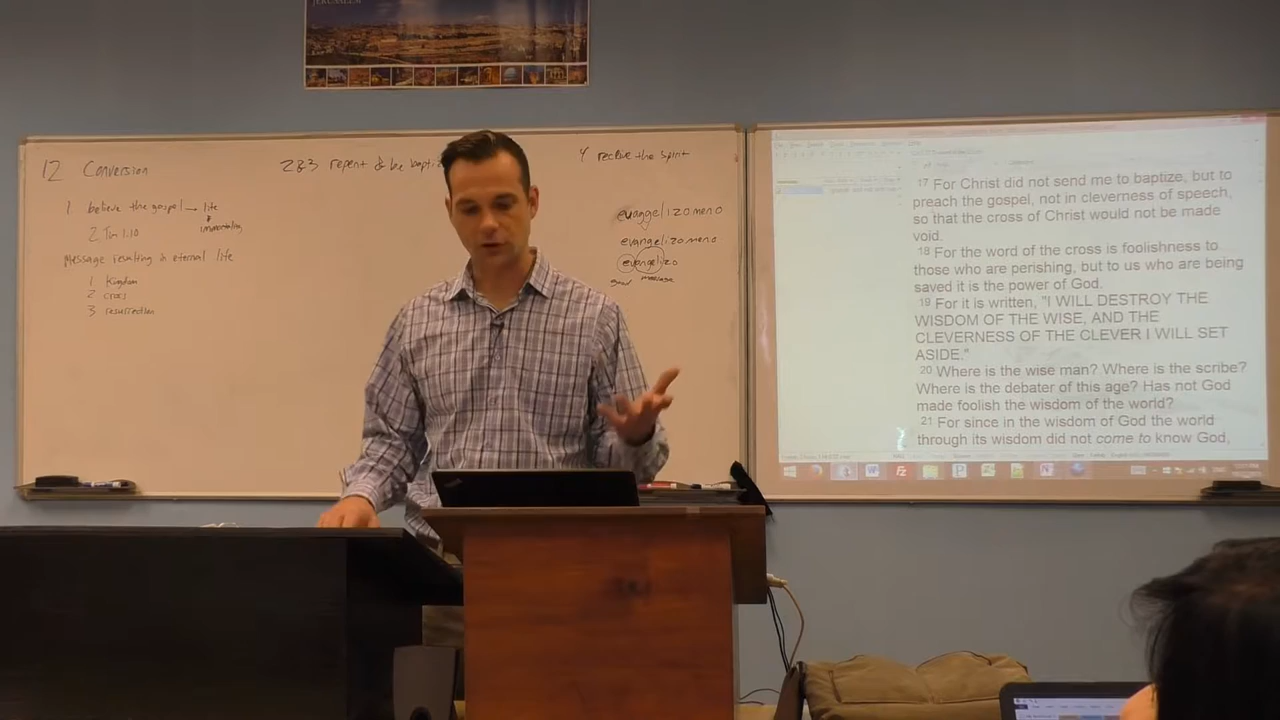 JERUSALEM
12 Conversion
2&3 repent & be bapti
4 receive the Spirit
1 believe the gospel → life
immortality
2 Tim 1.10
Message resulting in eternal life
1 Kingdom
2 cross
3 resurrection
evaggelizomeno
evangelizomeno
evangelizo
good message
17 For Christ did not send me to baptize, but to
preach the gospel, not in cleverness of speech,
so that the cross of Christ would not be made
void.
18 For the word of the cross is foolishness to
those who are perishing, but to us who are being
saved it is the power of God.
19 For it is written, "I WILL DESTROY THE
WISDOM OF THE WISE, AND THE
CLEVERNESS OF THE CLEVER I WILL SET
ASIDE."
20 Where is the wise man? Where is the scribe?
Where is the debater of this age? Has not God
made foolish the wisdom of the world?
21 For since in the wisdom of God the world
through its wisdom did not come to know God,